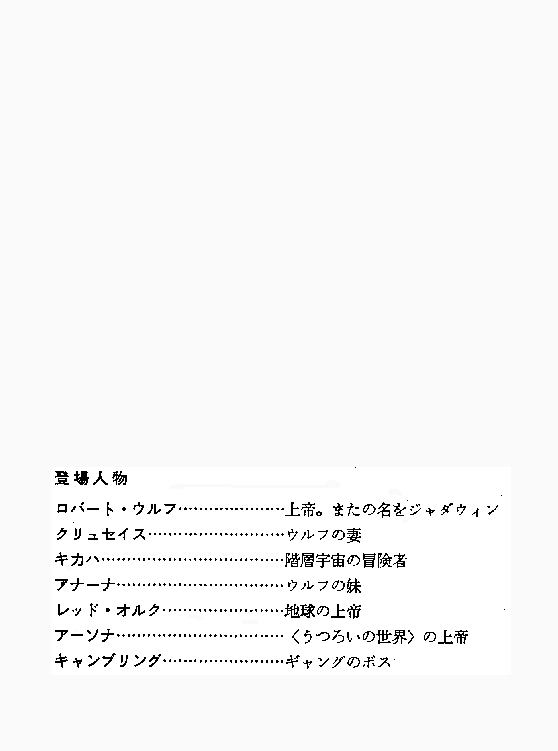 登場人物
ロバート・ウルフ…………………上帝。またの名をジャダウィン
クリュセイス………………………ウルフの妻
キカハ………………………………階層宇宙の冒険者
アナーナ……………………………ウルフの妹
レッド・オルク……………………地球の上帝
アーソナ……………………………〈うつろいの世界〉の上帝
キャンブリング……………………ギャングのボス